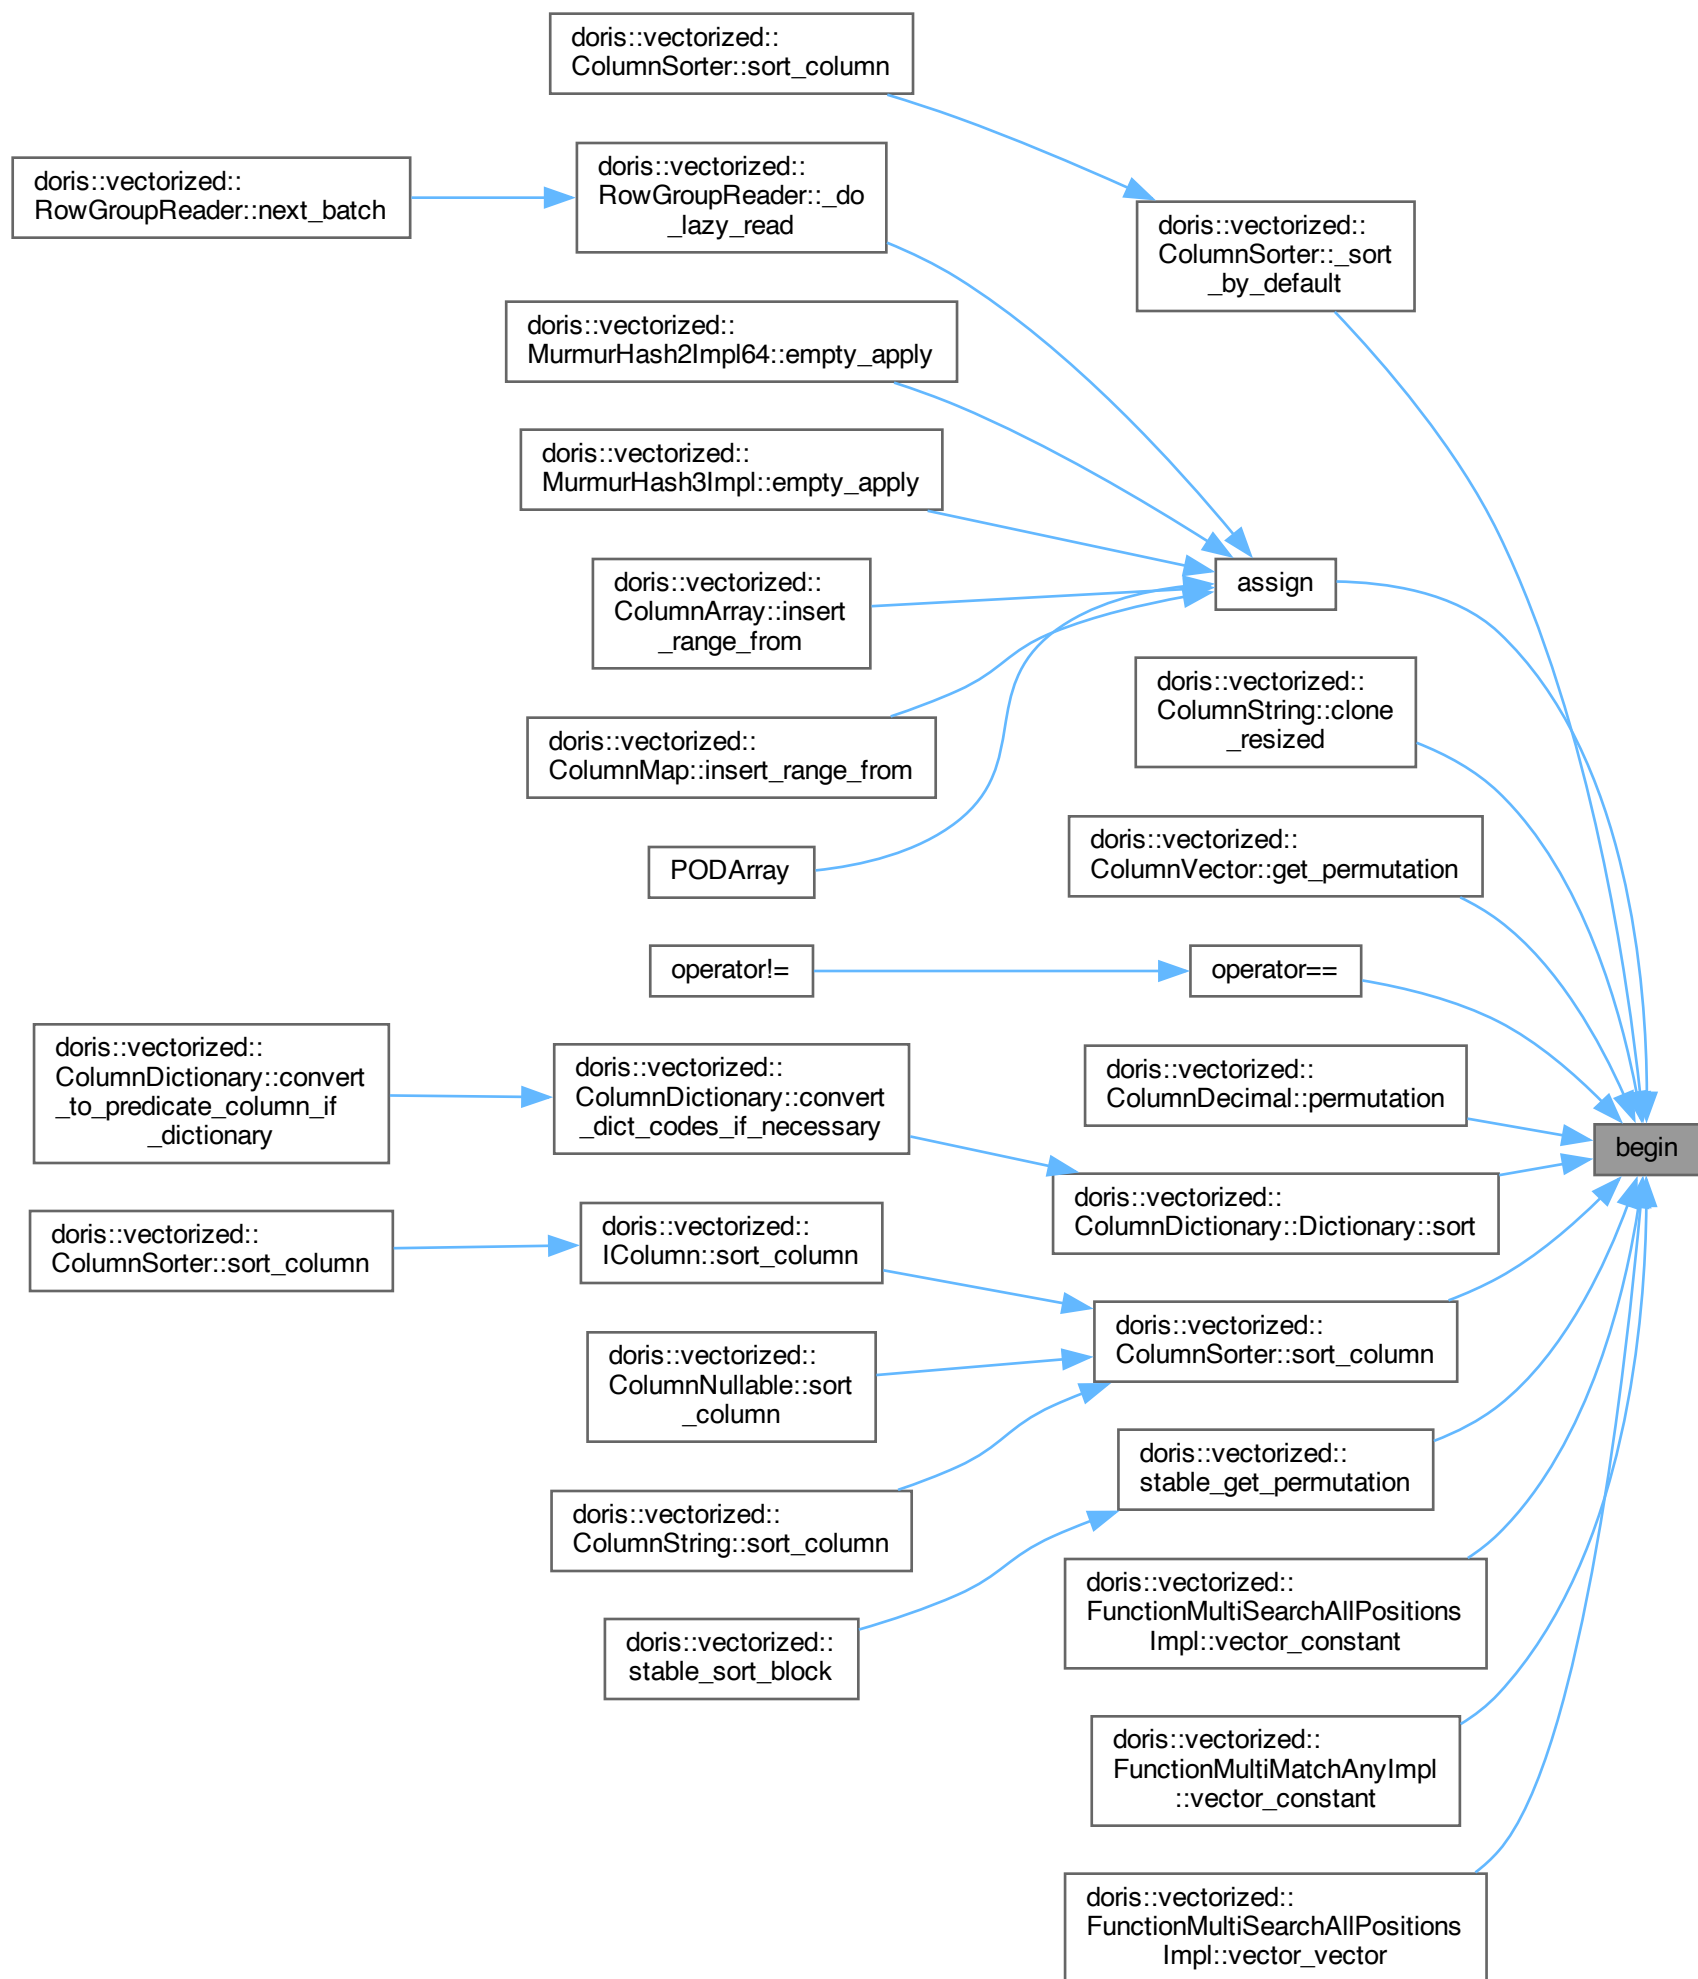 doris::vectorized::
ColumnSorter::sort_column
doris::vectorized::
RowGroupReader::next_batch
doris::vectorized::
RowGroupReader::_do
_lazy_read
doris::vectorized::
ColumnSorter::_sort
_by_default
doris::vectorized::
MurmurHash2Impl64::empty_apply
doris::vectorized::
MurmurHash3Impl::empty_apply
doris::vectorized::
ColumnArray::insert
_range_from
assign
doris::vectorized::
ColumnMap::insert_range_from
doris::vectorized::
ColumnString::clone
_resized
PODArray
doris::vectorized::
ColumnVector::get_permutation
operator!=
operator==
doris::vectorized::
ColumnDictionary::convert
_to_predicate_column_if
_dictionary
doris::vectorized::
ColumnDictionary::convert
_dict_codes_if_necessary
doris::vectorized::
ColumnDecimal::permutation
begin
doris::vectorized::
ColumnDictionary::Dictionary::sort
doris::vectorized::
ColumnSorter::sort_column
doris::vectorized::
IColumn::sort_column
doris::vectorized::
ColumnNullable::sort
_column
doris::vectorized::
ColumnSorter::sort_column
doris::vectorized::
ColumnString::sort_column
doris::vectorized::
stable_get_permutation
doris::vectorized::
stable_sort_block
doris::vectorized::
FunctionMultiSearchAllPositions
Impl::vector_constant
doris::vectorized::
FunctionMultiMatchAnyImpl
::vector_constant
doris::vectorized::
FunctionMultiSearchAllPositions
Impl::vector_vector